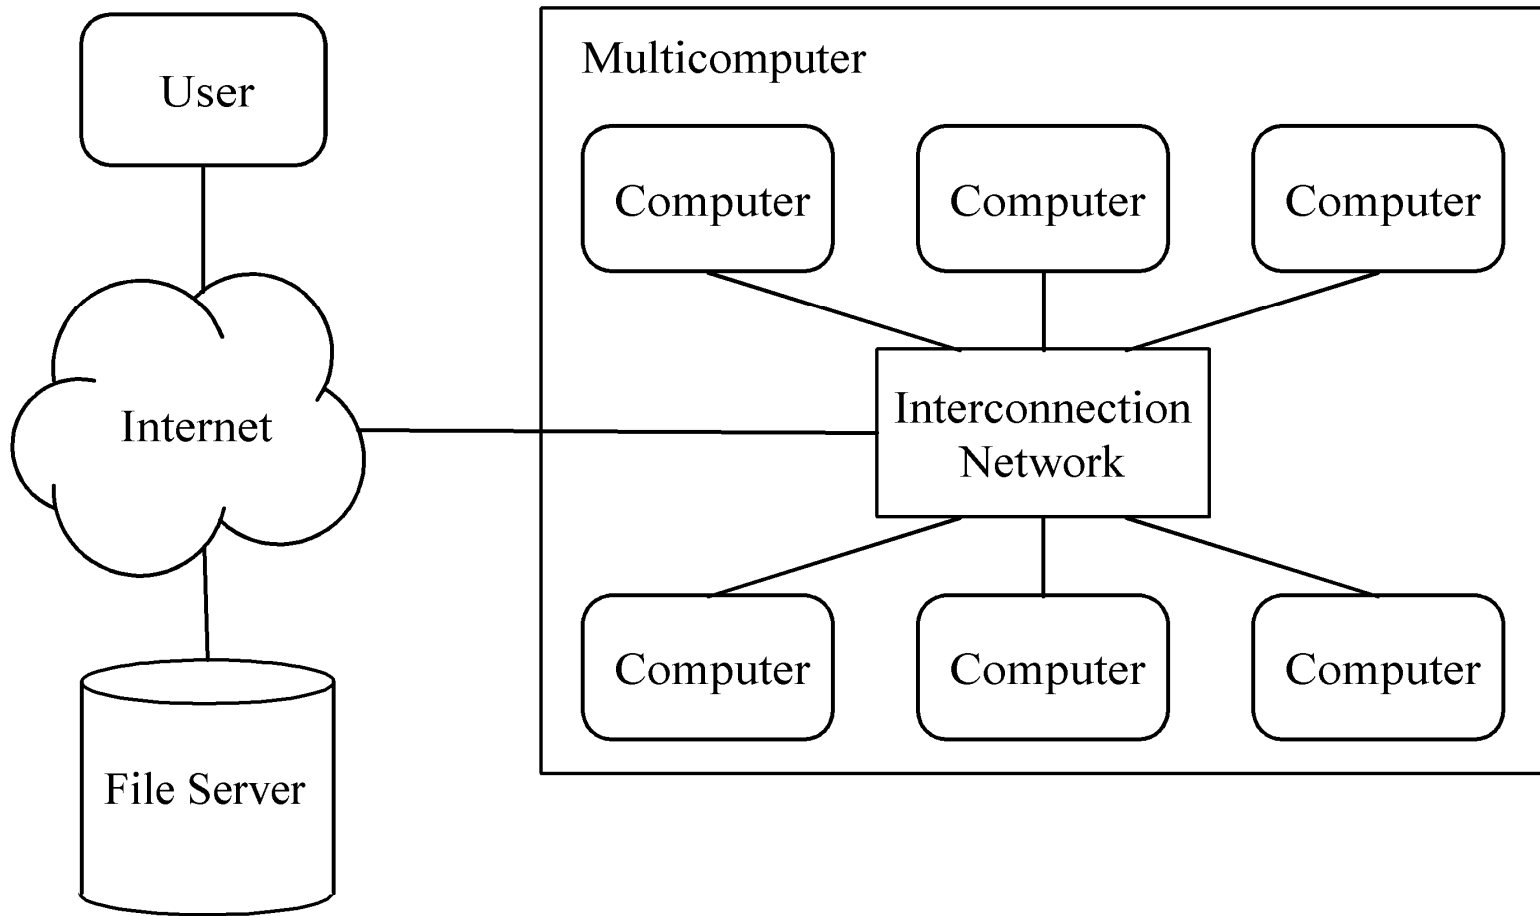 User
Multicomputer
Computer
Computer
Computer
Internet
Interconnection
Network
Computer
Computer
Computer
File Server